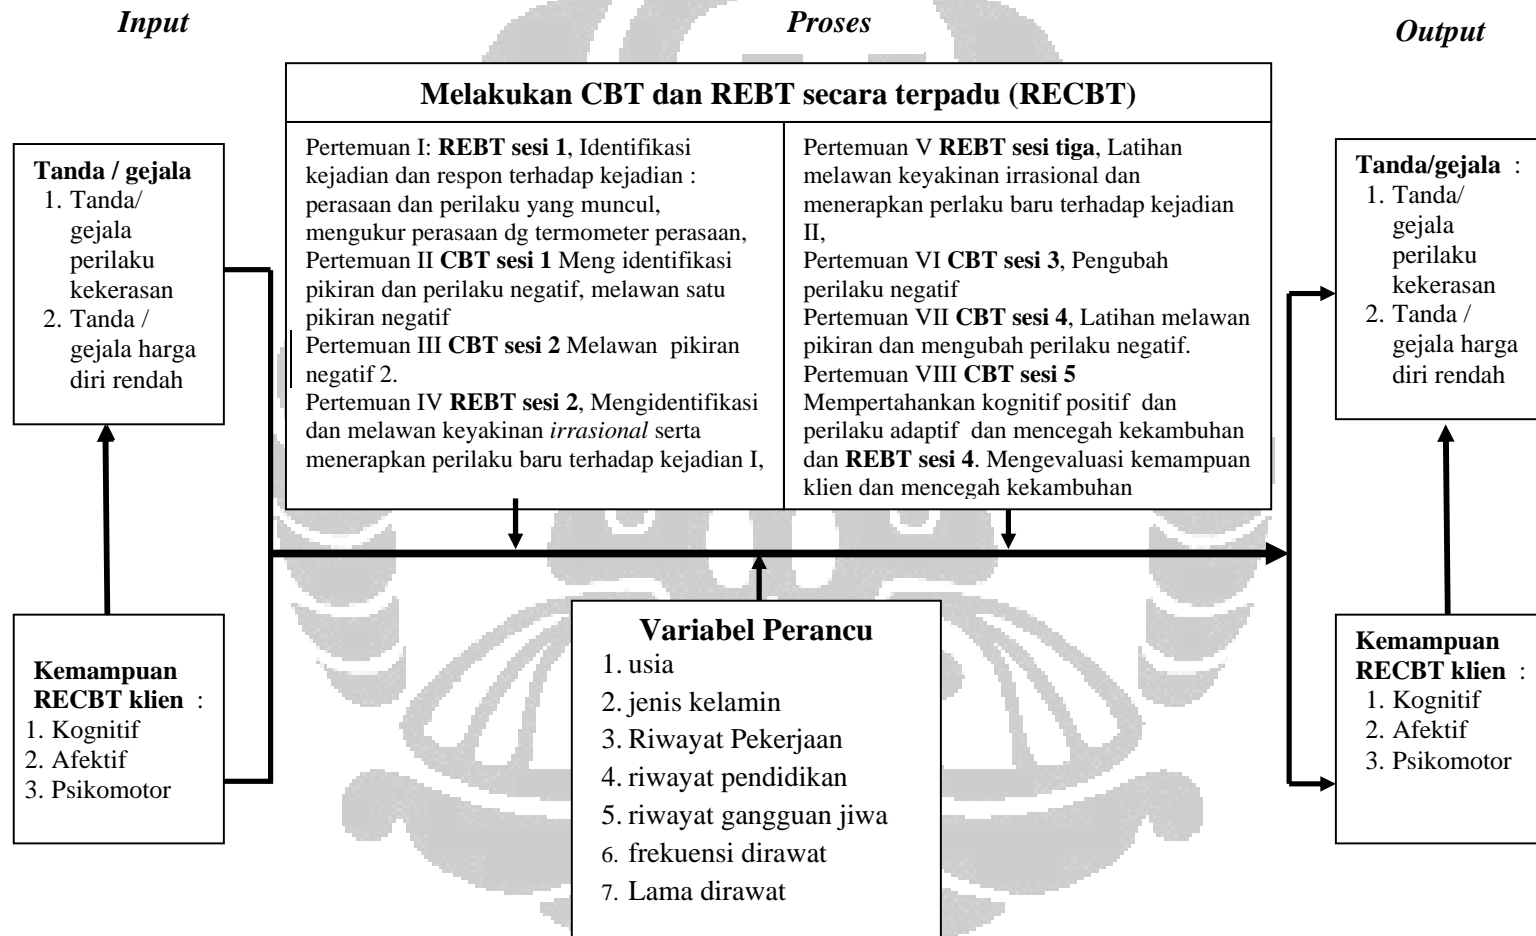 Input
Proses
Output
Melakukan CBT dan REBT secara terpadu (RECBT)
Tanda / gejala
1. Tanda/
gejala
perilaku
kekerasan
2. Tanda /
gejala harga
diri rendah
Kemampuan
RECBT klien :
1. Kognitif
2. Afektif
3. Psikomotor
Pertemuan I: REBT sesi 1, Identifikasi
kejadian dan respon terhadap kejadian :
perasaan dan perilaku yang muncul,
mengukur perasaan dg termometer perasaan,
Pertemuan II CBT sesi 1 Meng identifikasi
pikiran dan perilaku negatif, melawan satu
pikiran negatif
Pertemuan III CBT sesi 2 Melawan pikiran
negatif 2.
Pertemuan IV REBT sesi 2, Mengidentifikasi
dan melawan keyakinan irrasional serta
menerapkan perilaku baru terhadap kejadian I,
Pertemuan V REBT sesi tiga, Latihan
melawan keyakinan irrasional dan
menerapkan perlaku baru terhadap kejadian
II,
Pertemuan VI CBT sesi 3, Pengubah
perilaku negatif
Pertemuan VII CBT sesi 4, Latihan melawan
pikiran dan mengubah perilaku negatif.
Pertemuan VIII CBT sesi 5
Mempertahankan kognitif positif dan
perilaku adaptif dan mencegah kekambuhan
dan REBT sesi 4. Mengevaluasi kemampuan
klien dan mencegah kekambuhan
Variabel Perancu
1. usia
2. jenis kelamin
3. Riwayat Pekerjaan
4. riwayat pendidikan
5. riwayat gangguan jiwa
6. frekuensi dirawat
7. Lama dirawat
Tanda/gejala :
1. Tanda/
gejala
perilaku
kekerasan
2. Tanda /
gejala harga
diri rendah
Kemampuan
RECBT klien :
1. Kognitif
2. Afektif
3. Psikomotor